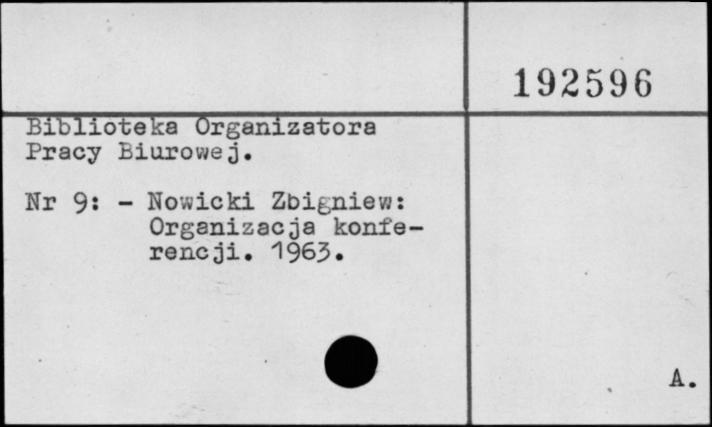 192596
Biblioteka Organizatora
Pracy Biurowej.
Nr 9: - Nowicki Zbigniew:
Organizacja konfe-
rencji. 1963.
A.